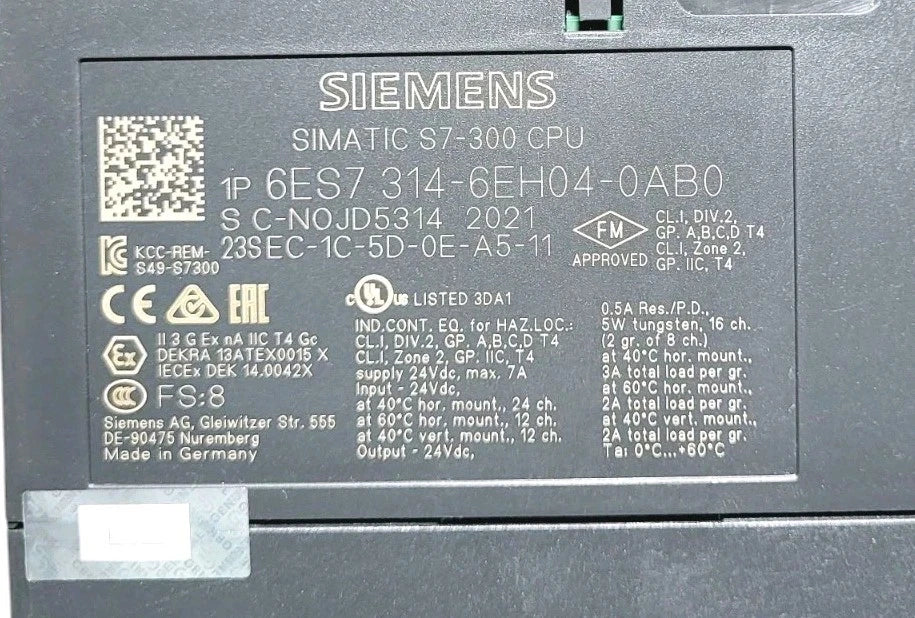 SIEMENS
SIMATIC S7-300 CPU
1P 6ES7 314-6EH04-0AB0
S C-N0JD5314 2021
23SEC-1C-5D-0E-A5-11
KCC-REM-
S49-S7300
FM
APPROVED
CL.I, DIV.2,
GP. A,B,C,D T4
CL.I, Zone 2,
GP. IIC, T4
CE EAC
c UL us LISTED 3DA1
Ex
II 3 G Ex nA IIC T4 Gc
DEKRA 13ATEX0015 X
IECEx DEK 14.0042X
CCC FS:8
Siemens AG, Gleiwitzer Str. 555
DE-90475 Nuremberg
Made in Germany
IND.CONT. EQ. for HAZ.LOC.:
CL.I, DIV.2, GP. A,B,C,D T4
CL.I, Zone 2, GP. IIC, T4
supply 24Vdc, max. 7A
Input - 24Vdc,
at 40°C hor. mount., 24 ch.
at 60°C hor. mount., 12 ch.
at 40°C vert. mount., 12 ch.
Output - 24Vdc,
0.5A Res./P.D.,
5W tungsten, 16 ch.
(2 gr. of 8 ch.)
at 40°C hor. mount.,
3A total load per gr.
at 60°C hor. mount.,
2A total load per gr.
at 40°C vert. mount.,
2A total load per gr.
Ta: 0°C...+60°C